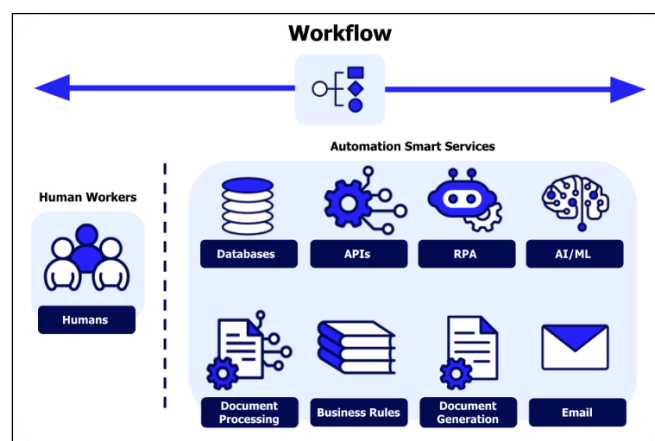 Workflow
Automation Smart Services
Human Workers
Databases
APIs
RPA
AI/ML
Humans
Document
Processing
Business Rules
Document
Generation
Email